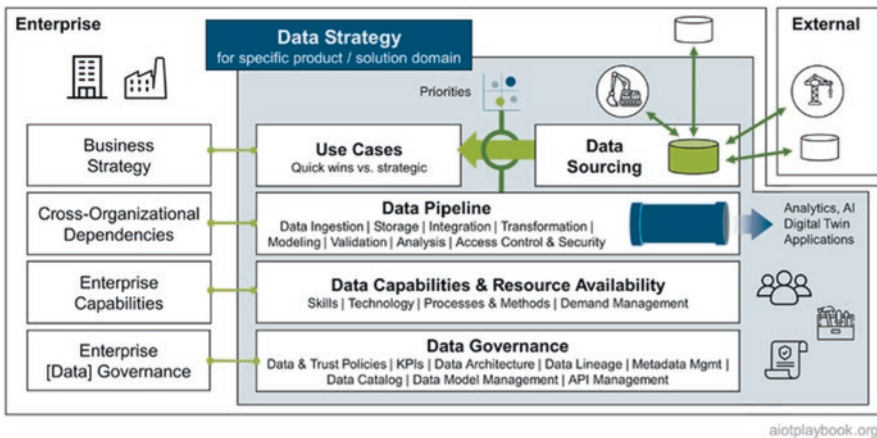 Enterprise
External
Data Strategy
for specific product / solution domain
Priorities
Business
Strategy
Use Cases
Quick wins vs. strategic
Data
Sourcing
Cross-Organizational
Dependencies
Data Pipeline
Data Ingestion | Storage | Integration | Transformation |
Modeling | Validation | Analysis | Access Control & Security
Analytics, AI
Digital Twin
Applications
Enterprise
Capabilities
Data Capabilities & Resource Availability
Skills | Technology | Processes & Methods | Demand Management
Enterprise
[Data] Governance
Data Governance
Data & Trust Policies | KPIs | Data Architecture | Data Lineage | Metadata Mgmt |
Data Catalog | Data Model Management | API Management
aiotplaybook.org